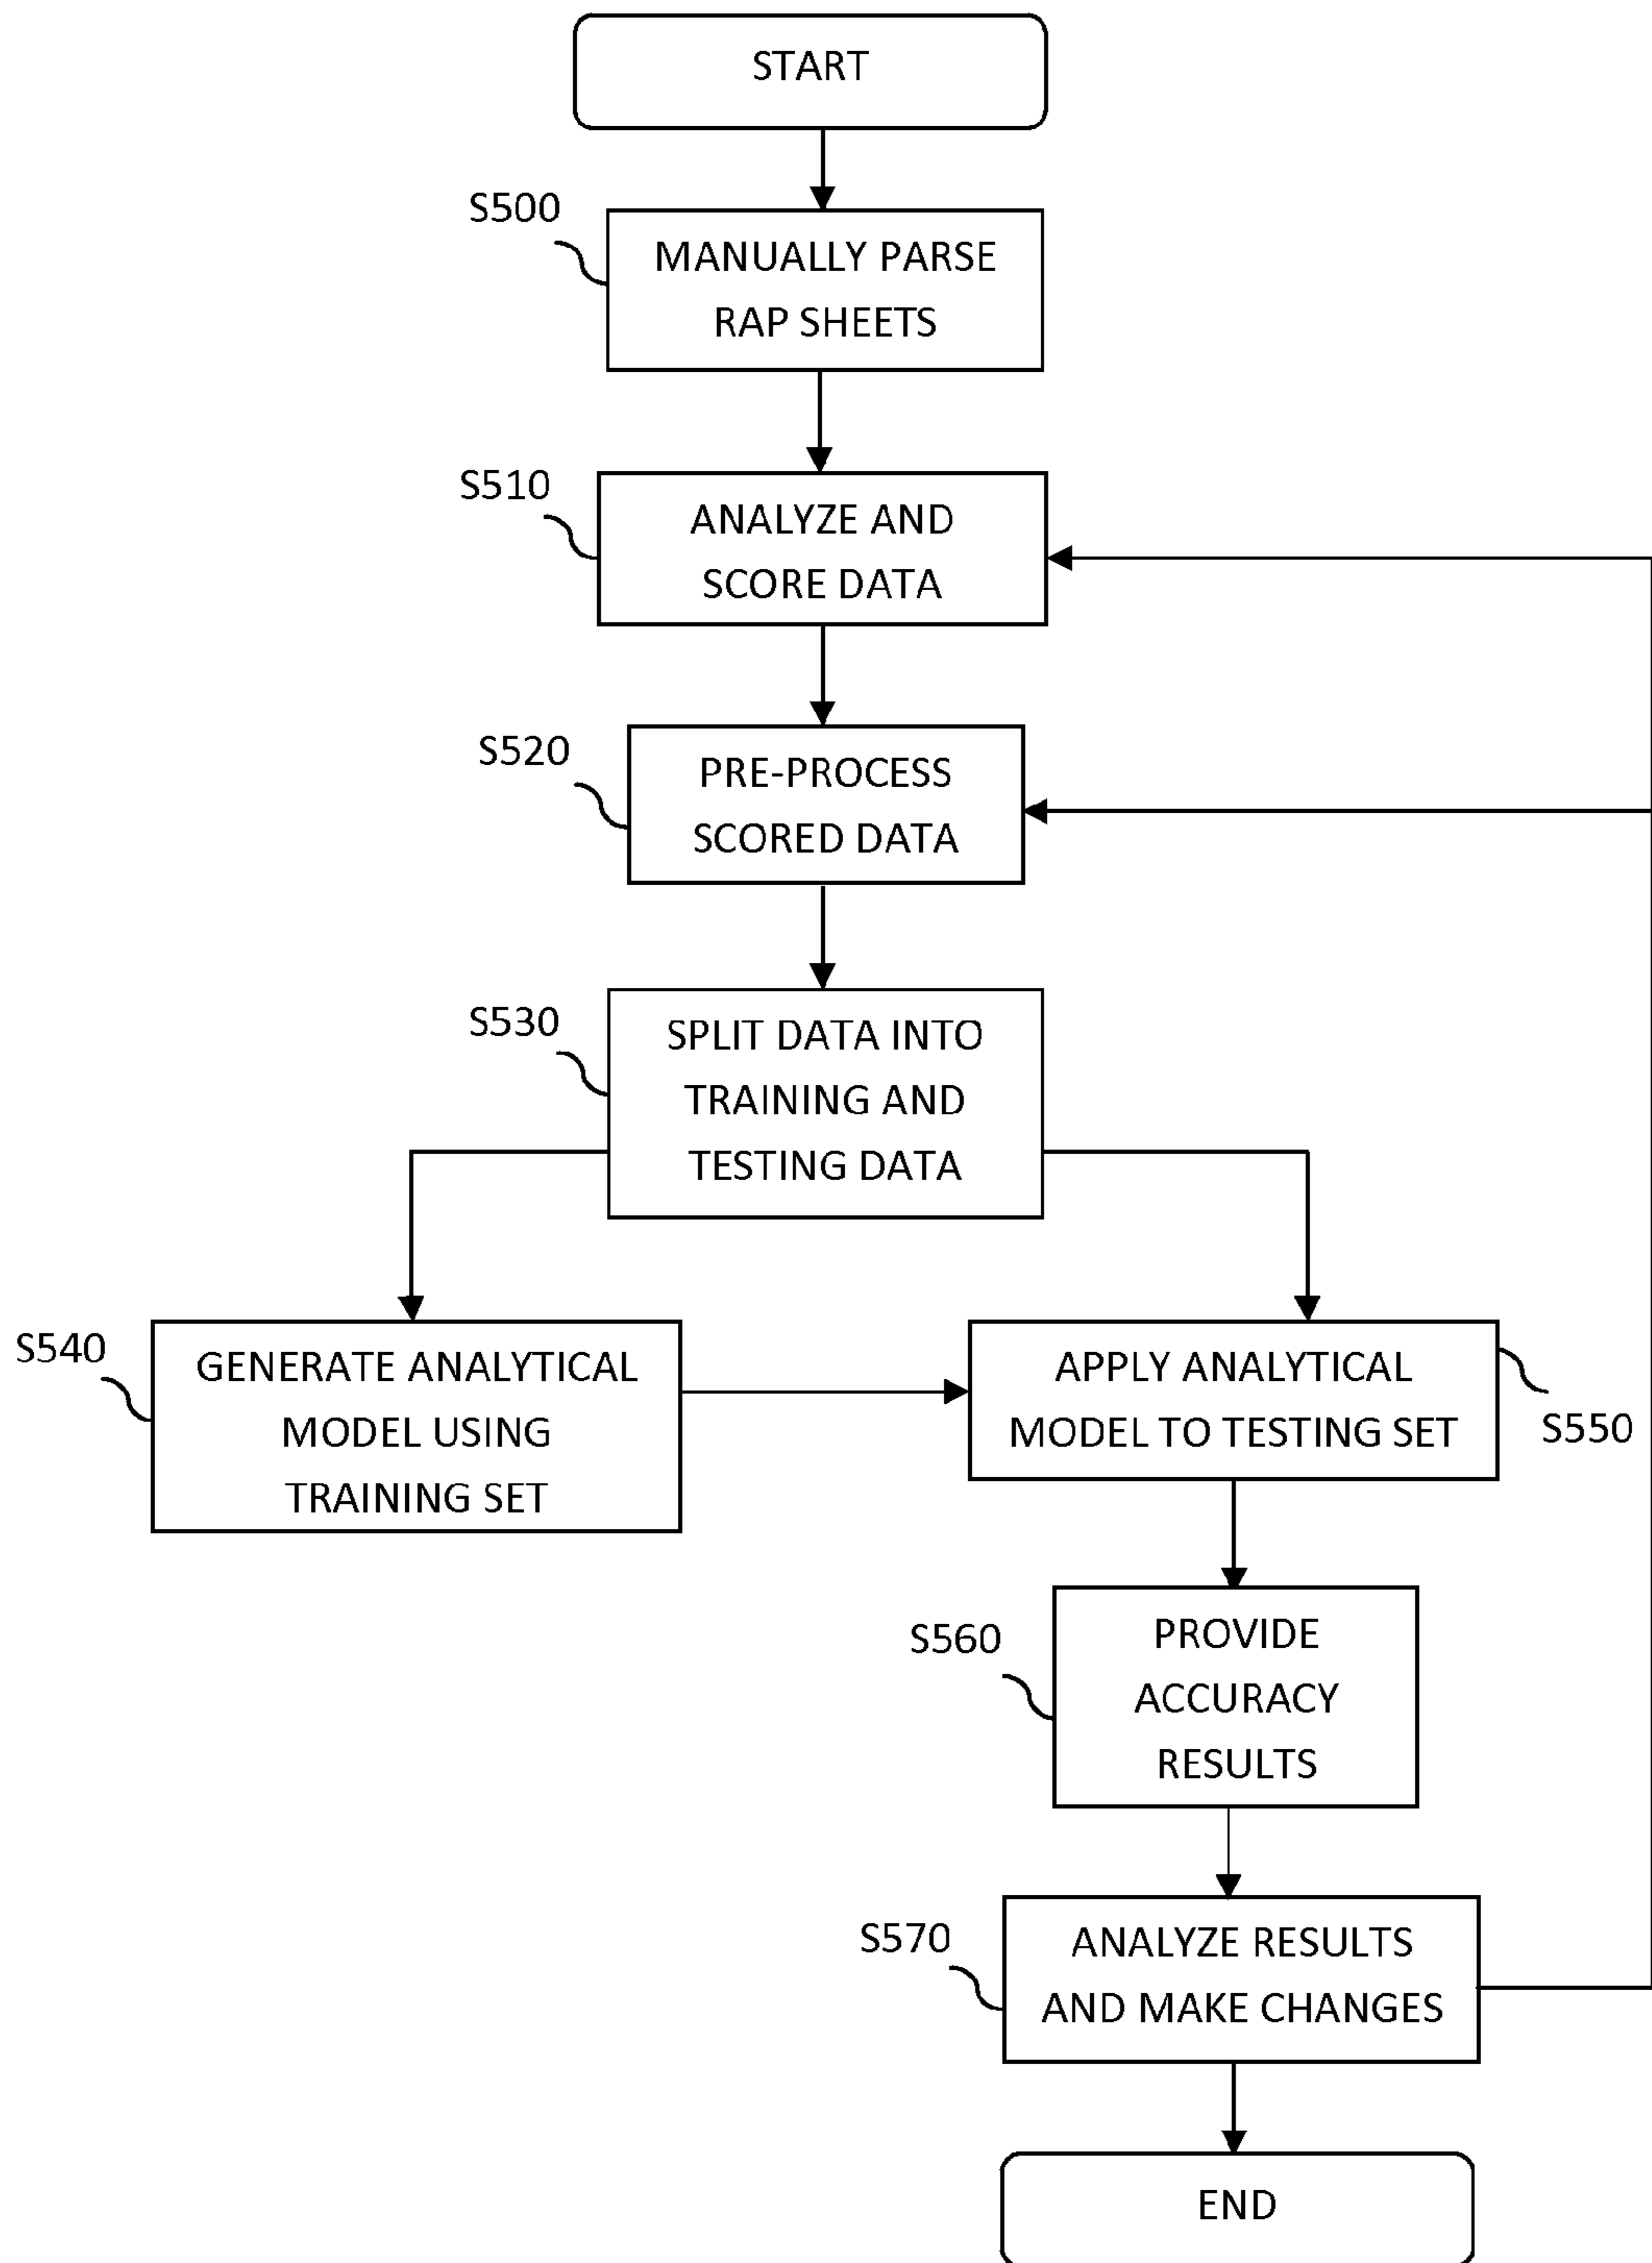 START
S500
MANUALLY PARSE
RAP SHEETS
S510
ANALYZE AND
SCORE DATA
S520
PRE-PROCESS
SCORED DATA
S530
SPLIT DATA INTO
TRAINING AND
TESTING DATA
S540
GENERATE ANALYTICAL
MODEL USING
TRAINING SET
APPLY ANALYTICAL
MODEL TO TESTING SET
S550
S560
PROVIDE
ACCURACY
RESULTS
S570
ANALYZE RESULTS
AND MAKE CHANGES
END